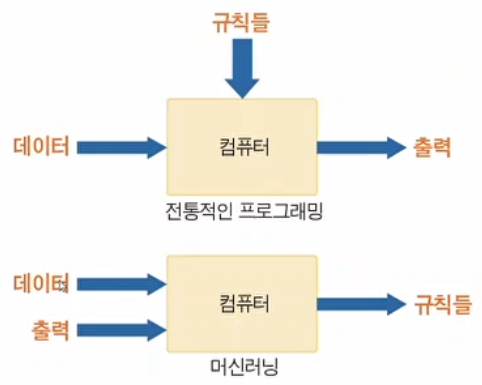 규칙들
데이터
컴퓨터
출력
전통적인 프로그래밍
데이터
출력
컴퓨터
규칙들
머신러닝